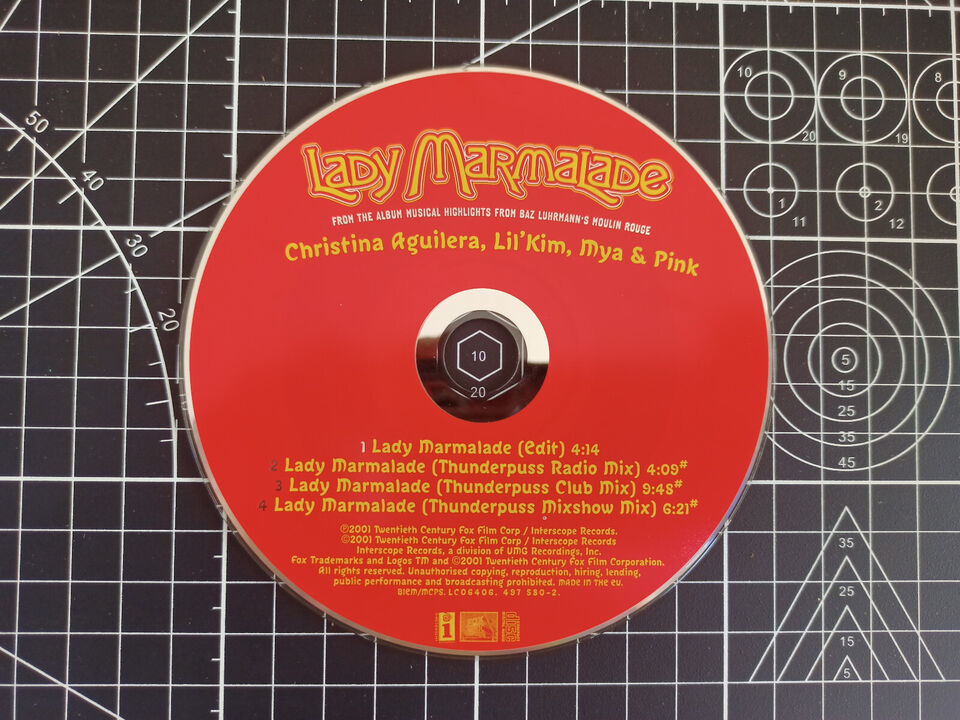 Lady Marmalade
FROM THE ALBUM MUSICAL HIGHLIGHTS FROM BAZ LUHRMANN'S MOULIN ROUGE
Christina Aguilera, Lil'Kim, Mya & Pink
1 Lady Marmalade (Edit) 4:14
2 Lady Marmalade (Thunderpuss Radio Mix) 4:09#
3 Lady Marmalade (Thunderpuss Club Mix) 9:48#
4 Lady Marmalade (Thunderpuss Mixshow Mix) 6:21#
℗2001 Twentieth Century Fox Film Corp / Interscope Records.
©2001 Twentieth Century Fox Film Corp / Interscope Records
Interscope Records, a division of UMG Recordings, Inc.
Fox Trademarks and Logos TM and ©2001 Twentieth Century Fox Film Corporation.
All rights reserved. Unauthorised copying, reproduction, hiring, lending,
public performance and broadcasting prohibited. MADE IN THE EU.
BIEM/MCPS. LC06406. 497 580-2.
i
DISC
10
20
50
40
30
20
10
20
9
19
8
1
11
2
12
5
15
25
35
45
35
25
15
5